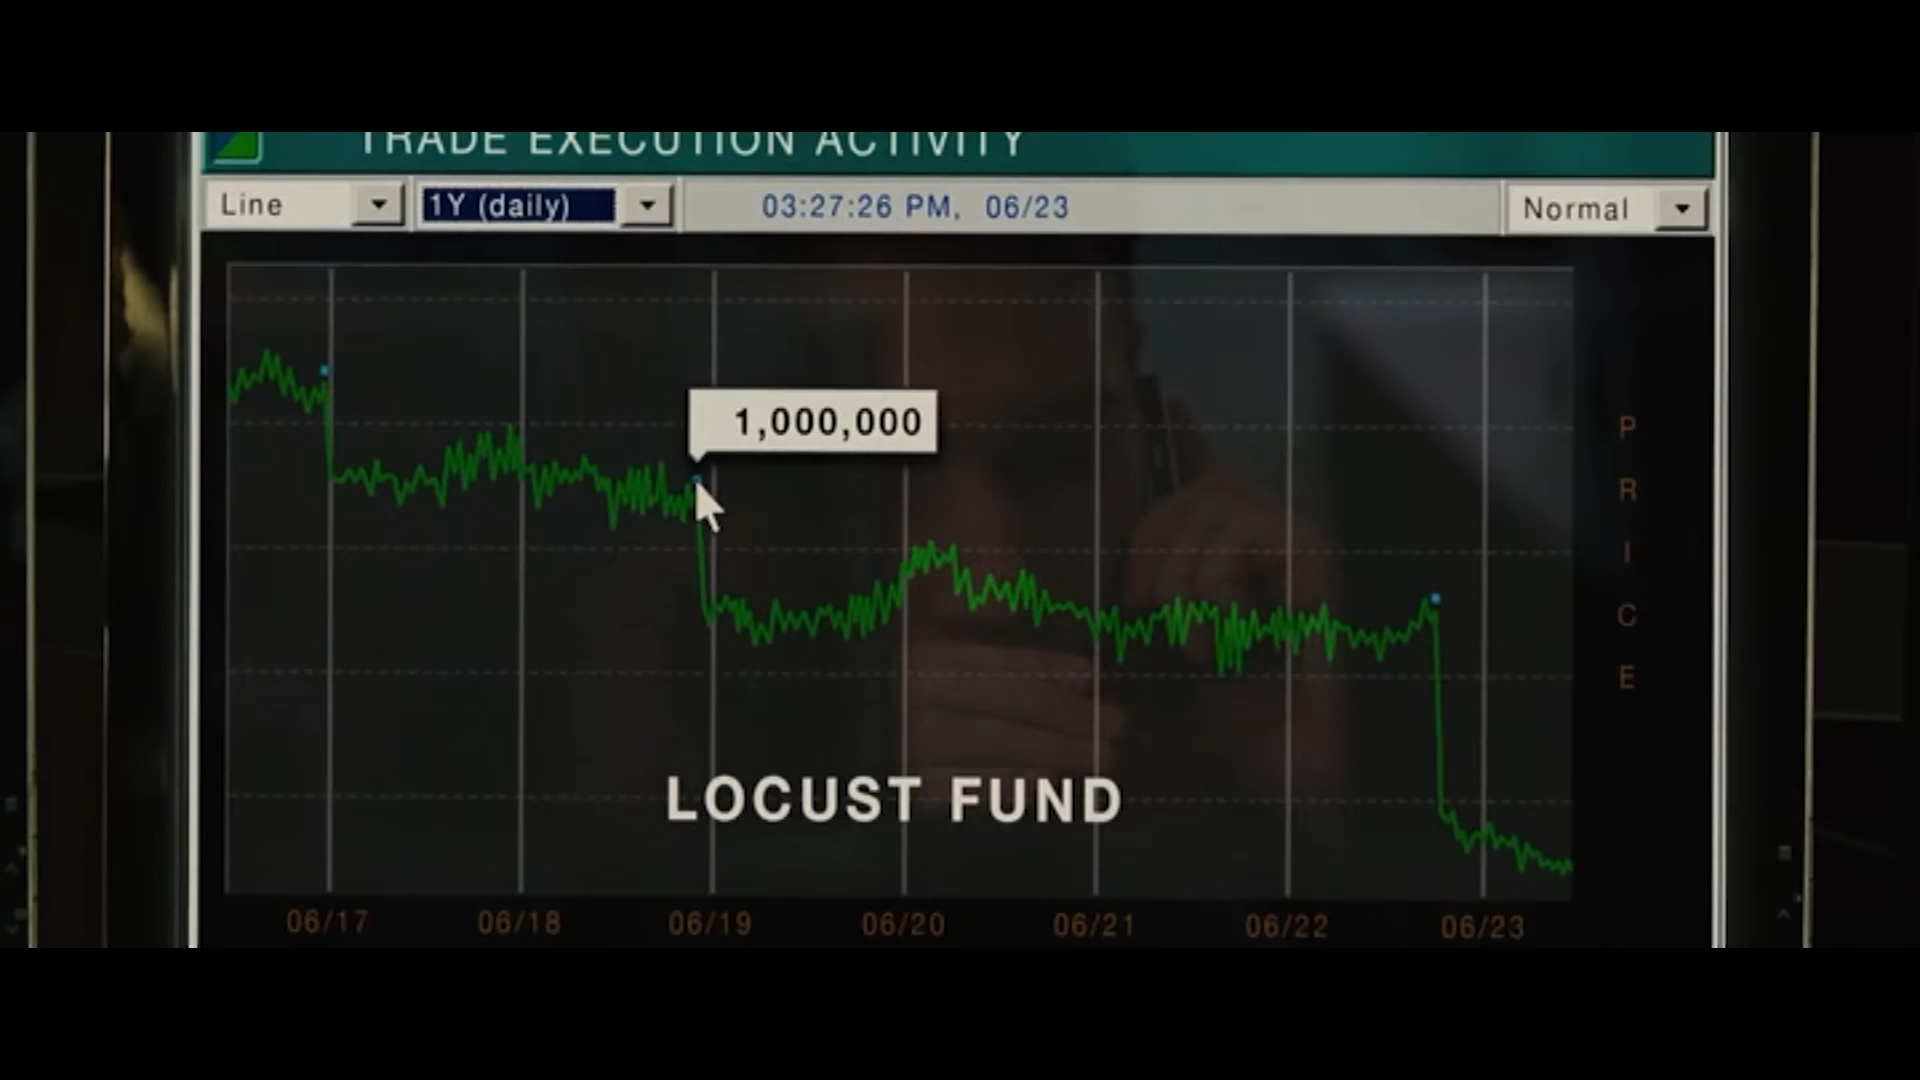 TRADE EXECUTION ACTIVITY
Line 1Y (daily) 03:27:26 PM, 06/23 Normal
1,000,000
PRICE
LOCUST FUND
06/17 06/18 06/19 06/20 06/21 06/22 06/23